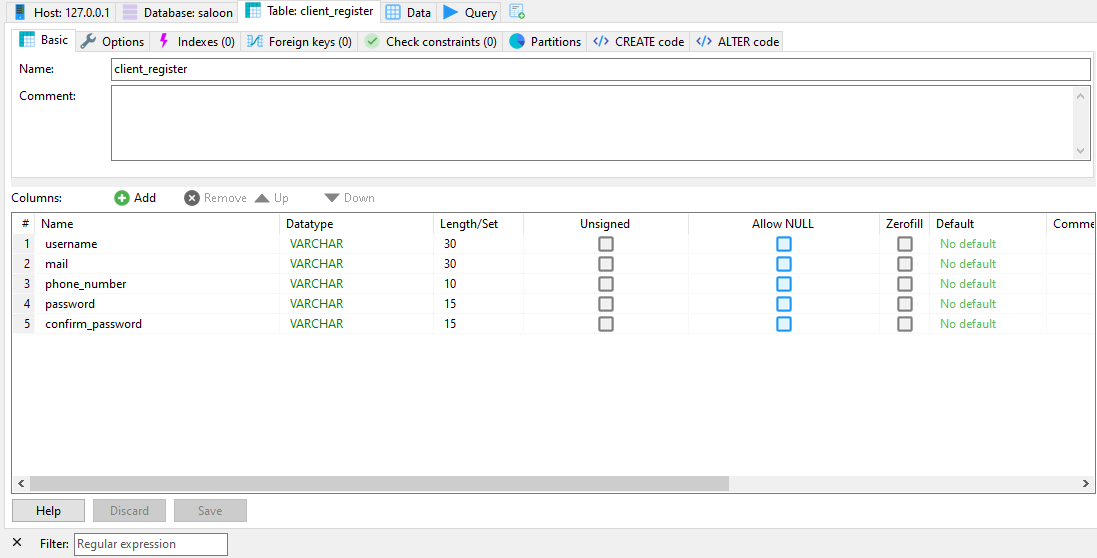 Host: 127.0.0.1 Database: saloon Table: client_register Data Query
Basic Options Indexes (0) Foreign keys (0) Check constraints (0) Partitions CREATE code ALTER code
Name: client_register
Comment:
Columns: Add Remove Up Down
# Name Datatype Length/Set Unsigned Allow NULL Zerofill Default Comme
1 username VARCHAR 30 No default
2 mail VARCHAR 30 No default
3 phone_number VARCHAR 10 No default
4 password VARCHAR 15 No default
5 confirm_password VARCHAR 15 No default
Help Discard Save
Filter: Regular expression